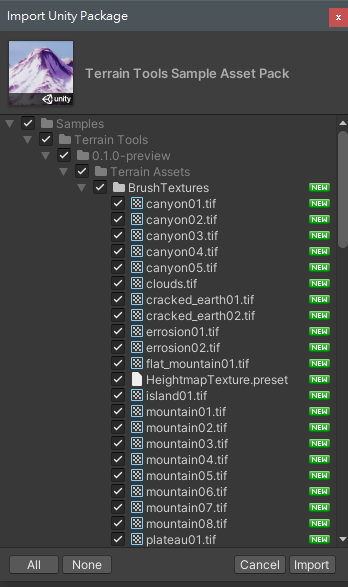 Import Unity Package
x
unity
Terrain Tools Sample Asset Pack
Samples
Terrain Tools
0.1.0-preview
Terrain Assets
BrushTextures NEW
canyon01.tif NEW
canyon02.tif NEW
canyon03.tif NEW
canyon04.tif NEW
canyon05.tif NEW
clouds.tif NEW
cracked_earth01.tif NEW
cracked_earth02.tif NEW
errosion01.tif NEW
errosion02.tif NEW
flat_mountain01.tif NEW
HeightmapTexture.preset NEW
island01.tif NEW
mountain01.tif NEW
mountain02.tif NEW
mountain03.tif NEW
mountain04.tif NEW
mountain05.tif NEW
mountain06.tif NEW
mountain07.tif NEW
mountain08.tif NEW
plateau01.tif NEW
All None Cancel Import